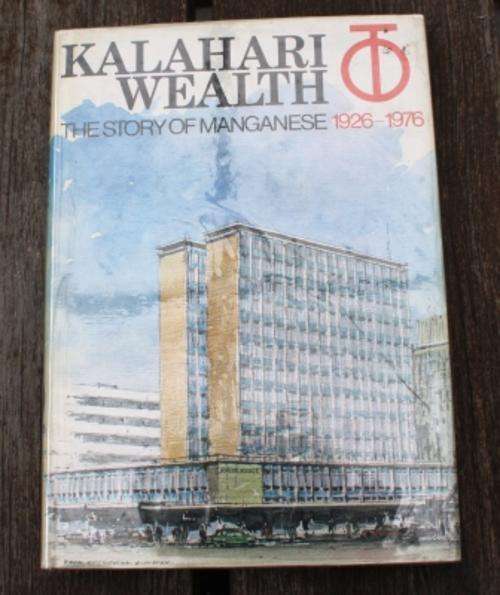 KALAHARI
WEALTH
THE STORY OF MANGANESE 1926-1976